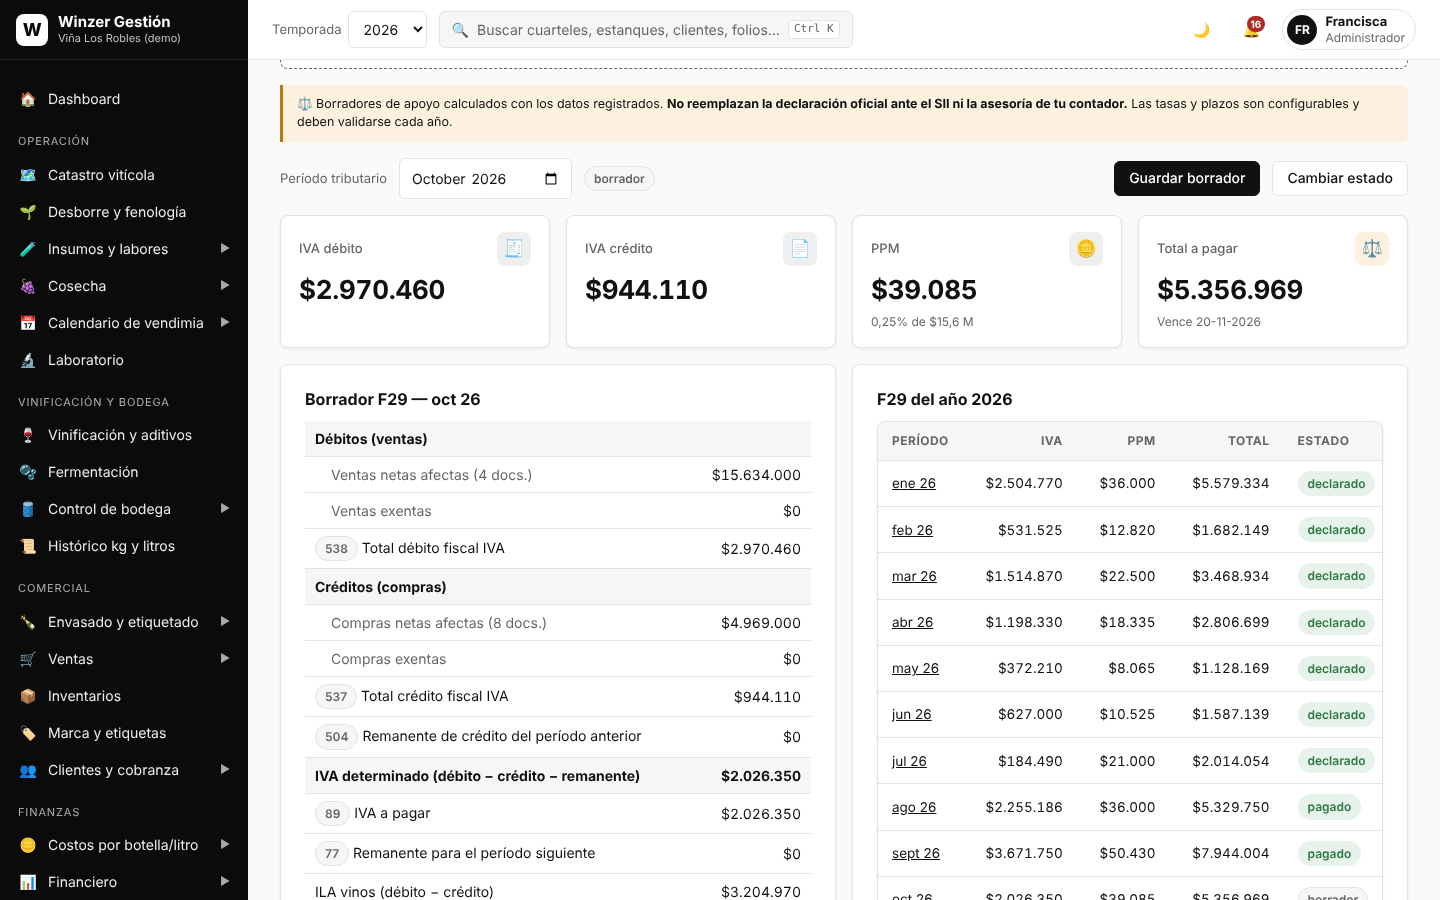 W
Winzer Gestión
Viña Los Robles (demo)
Temporada
2026
Buscar cuarteles, estanques, clientes, folios...
Ctrl K
16
FR
Francisca
Administrador
Dashboard
OPERACIÓN
Catastro vitícola
Desborre y fenología
Insumos y labores
Cosecha
Calendario de vendimia
Laboratorio
VINIFICACIÓN Y BODEGA
Vinificación y aditivos
Fermentación
Control de bodega
Histórico kg y litros
COMERCIAL
Envasado y etiquetado
Ventas
Inventarios
Marca y etiquetas
Clientes y cobranza
FINANZAS
Costos por botella/litro
Financiero
Borradores de apoyo calculados con los datos registrados. No reemplazan la declaración oficial ante el SII ni la asesoría de tu contador. Las tasas y plazos son configurables y
deben validarse cada año.
Período tributario
October 2026
borrador
Guardar borrador
Cambiar estado
IVA débito
$2.970.460
IVA crédito
$944.110
PPM
$39.085
0,25% de $15,6 M
Total a pagar
$5.356.969
Vence 20-11-2026
Borrador F29 — oct 26
Débitos (ventas)
Ventas netas afectas (4 docs.) $15.634.000
Ventas exentas $0
538 Total débito fiscal IVA $2.970.460
Créditos (compras)
Compras netas afectas (8 docs.) $4.969.000
Compras exentas $0
537 Total crédito fiscal IVA $944.110
504 Remanente de crédito del período anterior $0
IVA determinado (débito − crédito − remanente) $2.026.350
89 IVA a pagar $2.026.350
77 Remanente para el período siguiente $0
ILA vinos (débito − crédito) $3.204.970
F29 del año 2026
PERÍODO IVA PPM TOTAL ESTADO
ene 26 $2.504.770 $36.000 $5.579.334 declarado
feb 26 $531.525 $12.820 $1.682.149 declarado
mar 26 $1.514.870 $22.500 $3.468.934 declarado
abr 26 $1.198.330 $18.335 $2.806.699 declarado
may 26 $372.210 $8.065 $1.128.169 declarado
jun 26 $627.000 $10.525 $1.587.139 declarado
jul 26 $184.490 $21.000 $2.014.054 declarado
ago 26 $2.255.186 $36.000 $5.329.750 pagado
sept 26 $3.671.750 $50.430 $7.944.004 pagado
oct 26 $2.026.350 $39.085 $5.356.969 borrador